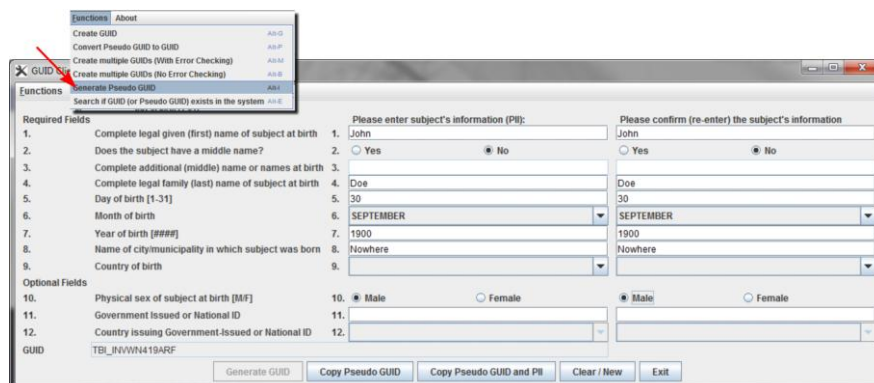 Functions About
Create GUID Alt-G
Convert Pseudo GUID to GUID Alt-P
Create multiple GUIDs (With Error Checking) Alt-M
Create multiple GUIDs (No Error Checking) Alt-B
Generate Pseudo GUID Alt-I
Search if GUID (or Pseudo GUID) exists in the system Alt-E
GUID
Functions
Required Fields Please enter subject's information (PII): Please confirm (re-enter) the subject's information
1. Complete legal given (first) name of subject at birth 1. John John
2. Does the subject have a middle name? 2. Yes No Yes No
3. Complete additional (middle) name or names at birth 3.
4. Complete legal family (last) name of subject at birth 4. Doe Doe
5. Day of birth [1-31] 5. 30 30
6. Month of birth 6. SEPTEMBER SEPTEMBER
7. Year of birth [####] 7. 1900 1900
8. Name of city/municipality in which subject was born 8. Nowhere Nowhere
9. Country of birth 9.
Optional Fields
10. Physical sex of subject at birth [M/F] 10. Male Female Male Female
11. Government Issued or National ID 11.
12. Country issuing Government-Issued or National ID 12.
GUID TBI_INVWN419ARF
Generate GUID Copy Pseudo GUID Copy Pseudo GUID and PII Clear / New Exit